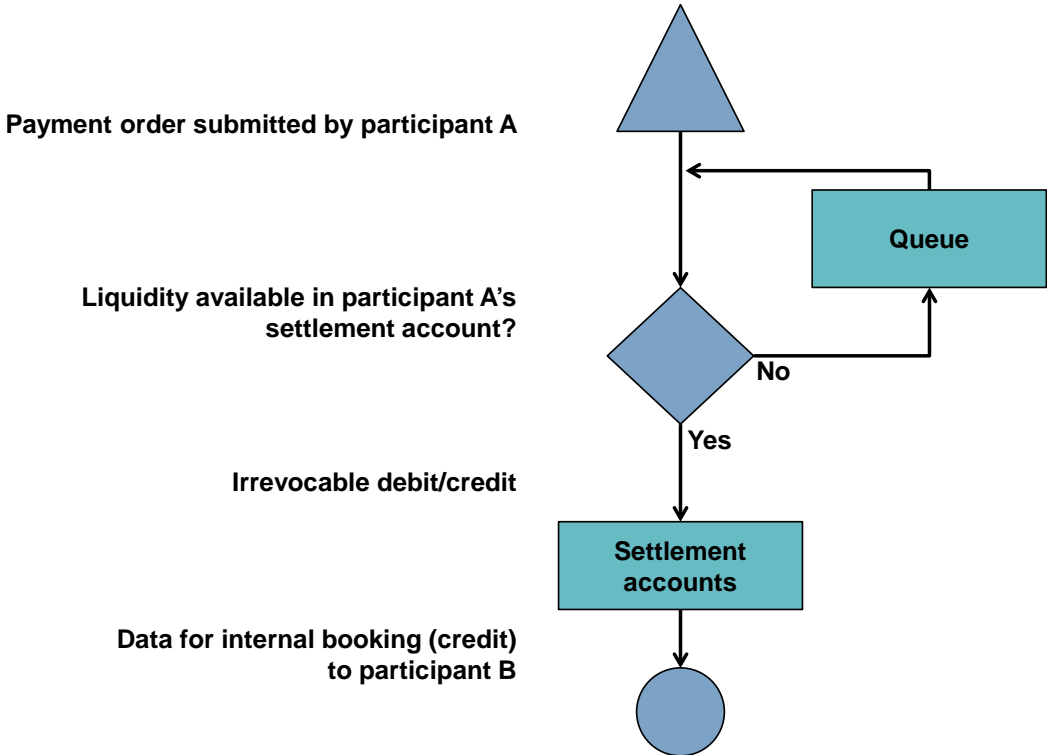 Payment order submitted by participant A
Queue
Liquidity available in participant A’s
settlement account?
No
Yes
Irrevocable debit/credit
Settlement
accounts
Data for internal booking (credit)
to participant B